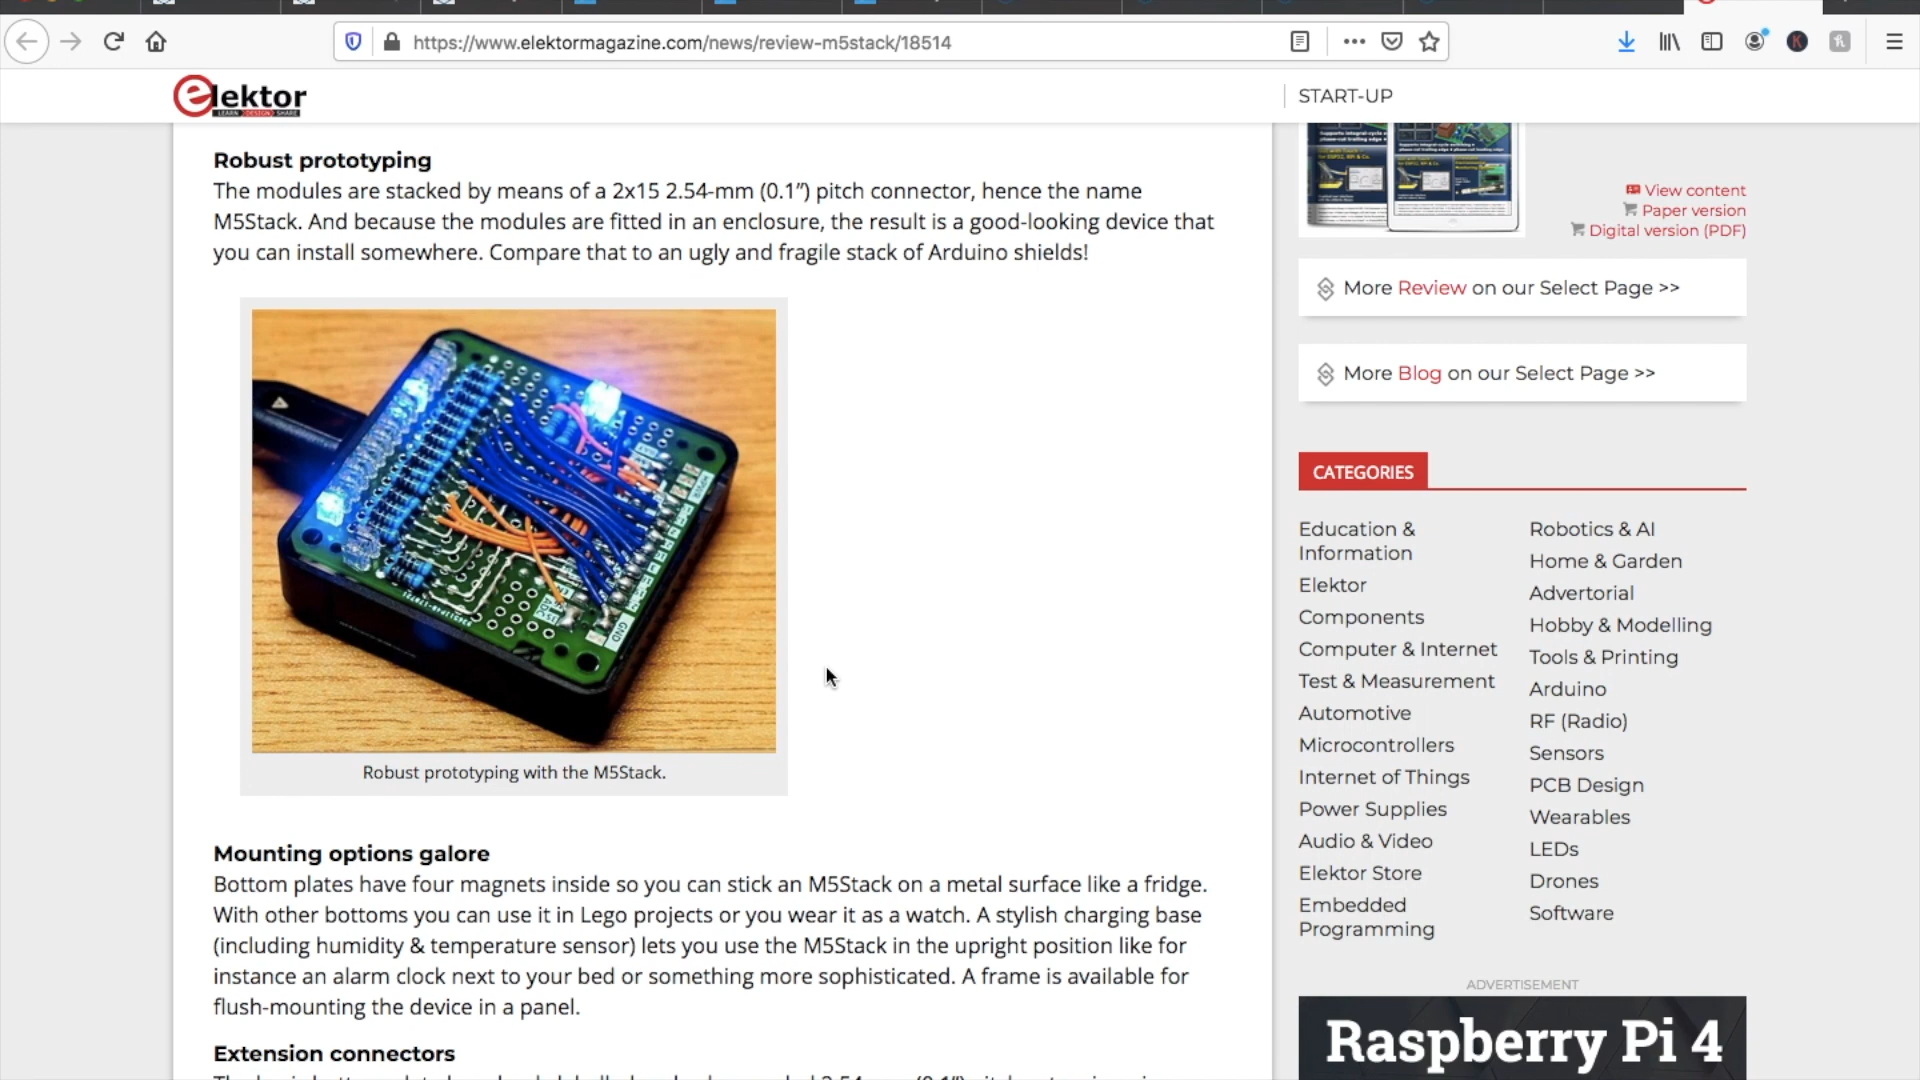 https://www.elektormagazine.com/news/review-m5stack/18514
elektor
LEARN DESIGN SHARE
START-UP
Robust prototyping
The modules are stacked by means of a 2x15 2.54-mm (0.1”) pitch connector, hence the name
M5Stack. And because the modules are fitted in an enclosure, the result is a good-looking device that
you can install somewhere. Compare that to an ugly and fragile stack of Arduino shields!
GND
ADC
Robust prototyping with the M5Stack.
Mounting options galore
Bottom plates have four magnets inside so you can stick an M5Stack on a metal surface like a fridge.
With other bottoms you can use it in Lego projects or you wear it as a watch. A stylish charging base
(including humidity & temperature sensor) lets you use the M5Stack in the upright position like for
instance an alarm clock next to your bed or something more sophisticated. A frame is available for
flush-mounting the device in a panel.
Extension connectors
View content
Paper version
Digital version (PDF)
More Review on our Select Page >>
More Blog on our Select Page >>
CATEGORIES
Education &
Information
Elektor
Components
Computer & Internet
Test & Measurement
Automotive
Microcontrollers
Internet of Things
Power Supplies
Audio & Video
Elektor Store
Embedded
Programming
Robotics & AI
Home & Garden
Advertorial
Hobby & Modelling
Tools & Printing
Arduino
RF (Radio)
Sensors
PCB Design
Wearables
LEDs
Drones
Software
ADVERTISEMENT
Raspberry Pi 4